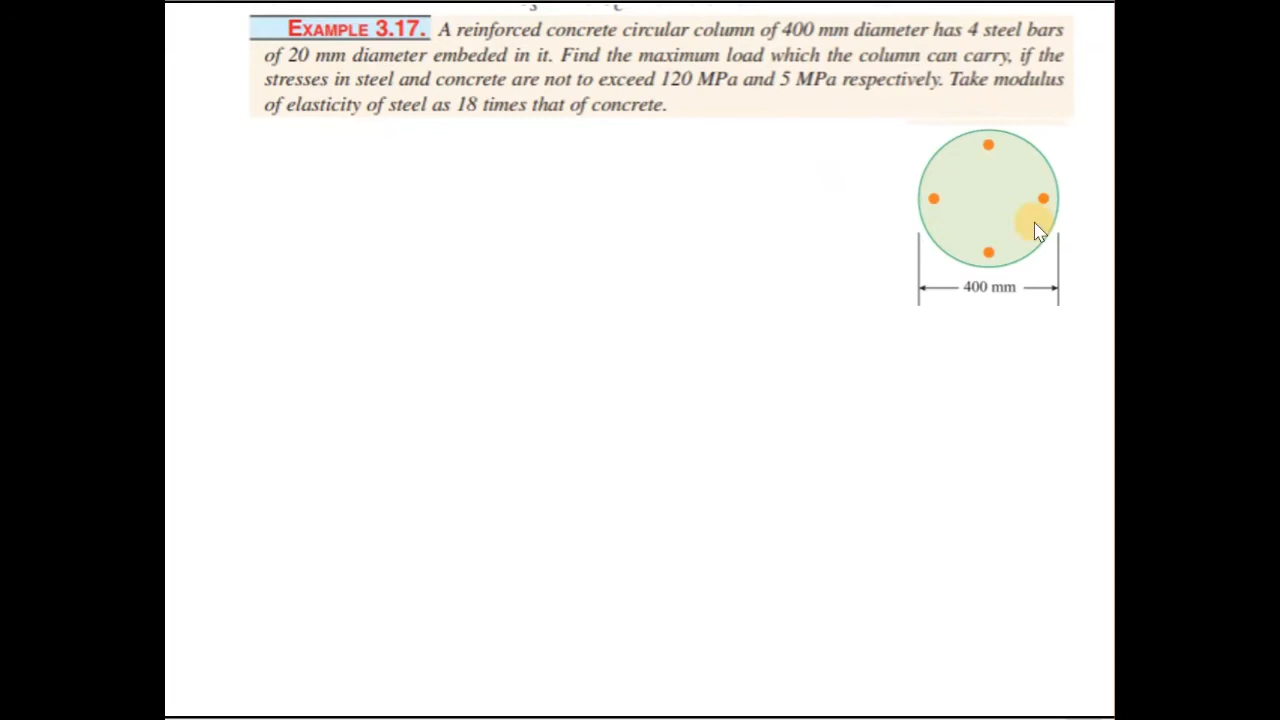 EXAMPLE 3.17. A reinforced concrete circular column of 400 mm diameter has 4 steel bars
of 20 mm diameter embeded in it. Find the maximum load which the column can carry, if the
stresses in steel and concrete are not to exceed 120 MPa and 5 MPa respectively. Take modulus
of elasticity of steel as 18 times that of concrete.
400 mm